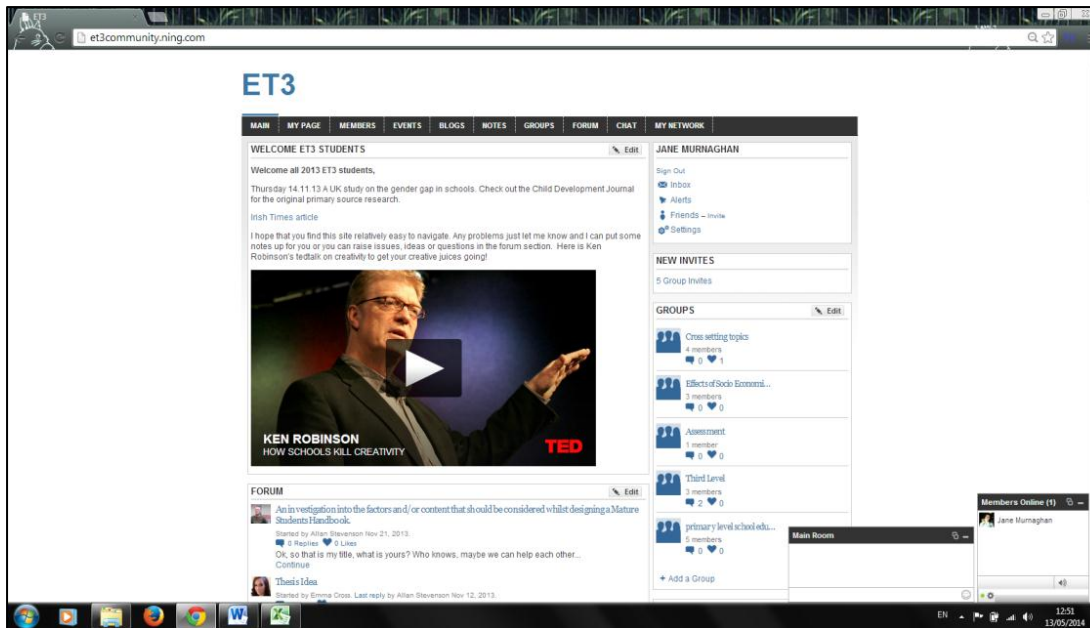 ET3
et3community.ning.com
ET3
MAIN MY PAGE MEMBERS EVENTS BLOGS NOTES GROUPS FORUM CHAT MY NETWORK
WELCOME ET3 STUDENTS
Edit
Welcome all 2013 ET3 students,
Thursday 14.11.13 A UK study on the gender gap in schools. Check out the Child Development Journal
for the original primary source research.
Irish Times article
I hope that you find this site relatively easy to navigate. Any problems just let me know and I can put some
notes up for you or you can raise issues, ideas or questions in the forum section. Here is Ken
Robinson's tedtalk on creativity to get your creative juices going!
KEN ROBINSON
HOW SCHOOLS KILL CREATIVITY
TED
FORUM
Edit
An investigation into the factors and/or content that should be considered whilst designing a Mature
Students Handbook.
Started by Allan Stevenson Nov 21, 2013.
0 Replies 0 Likes
Ok, so that is my title, what is yours? Who knows, maybe we can help each other...
Continue
Thesis Idea
Started by Emma Cross. Last reply by Allan Stevenson Nov 12, 2013.
JANE MURNAGHAN
Sign Out
Inbox
Alerts
Friends – Invite
Settings
NEW INVITES
5 Group Invites
GROUPS
Edit
Cross setting topics
4 members
0 1
Effects of Socio Economi...
3 members
0 0
Assessment
1 member
0 0
Third Level
3 members
2 0
primary level school edu...
5 members
0 0
+ Add a Group
Main Room
Members Online (1)
Jane Murnaghan
EN
12:51
13/05/2014